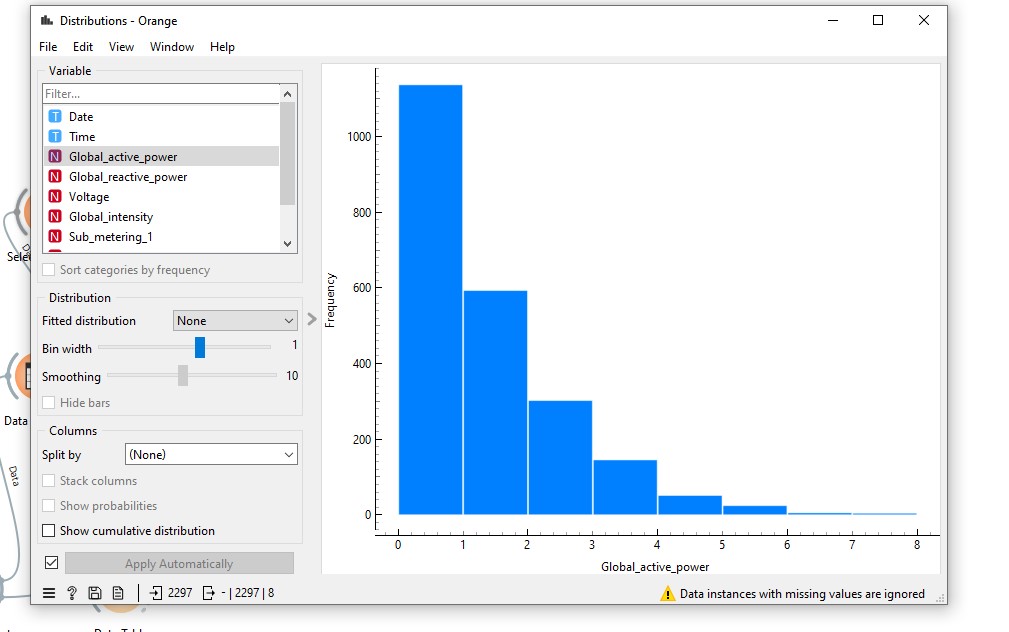 Distributions - Orange
File Edit View Window Help
Variable
Filter...
T Date
T Time
N Global_active_power
N Global_reactive_power
N Voltage
N Global_intensity
N Sub_metering_1
Sort categories by frequency
Distribution
Fitted distribution None
Bin width 1
Smoothing 10
Hide bars
Columns
Split by (None)
Stack columns
Show probabilities
Show cumulative distribution
Apply Automatically
? 2297 - | 2297 | 8
Frequency
1000
800
600
400
200
0
0 1 2 3 4 5 6 7 8
Global_active_power
Data instances with missing values are ignored
Data
Data